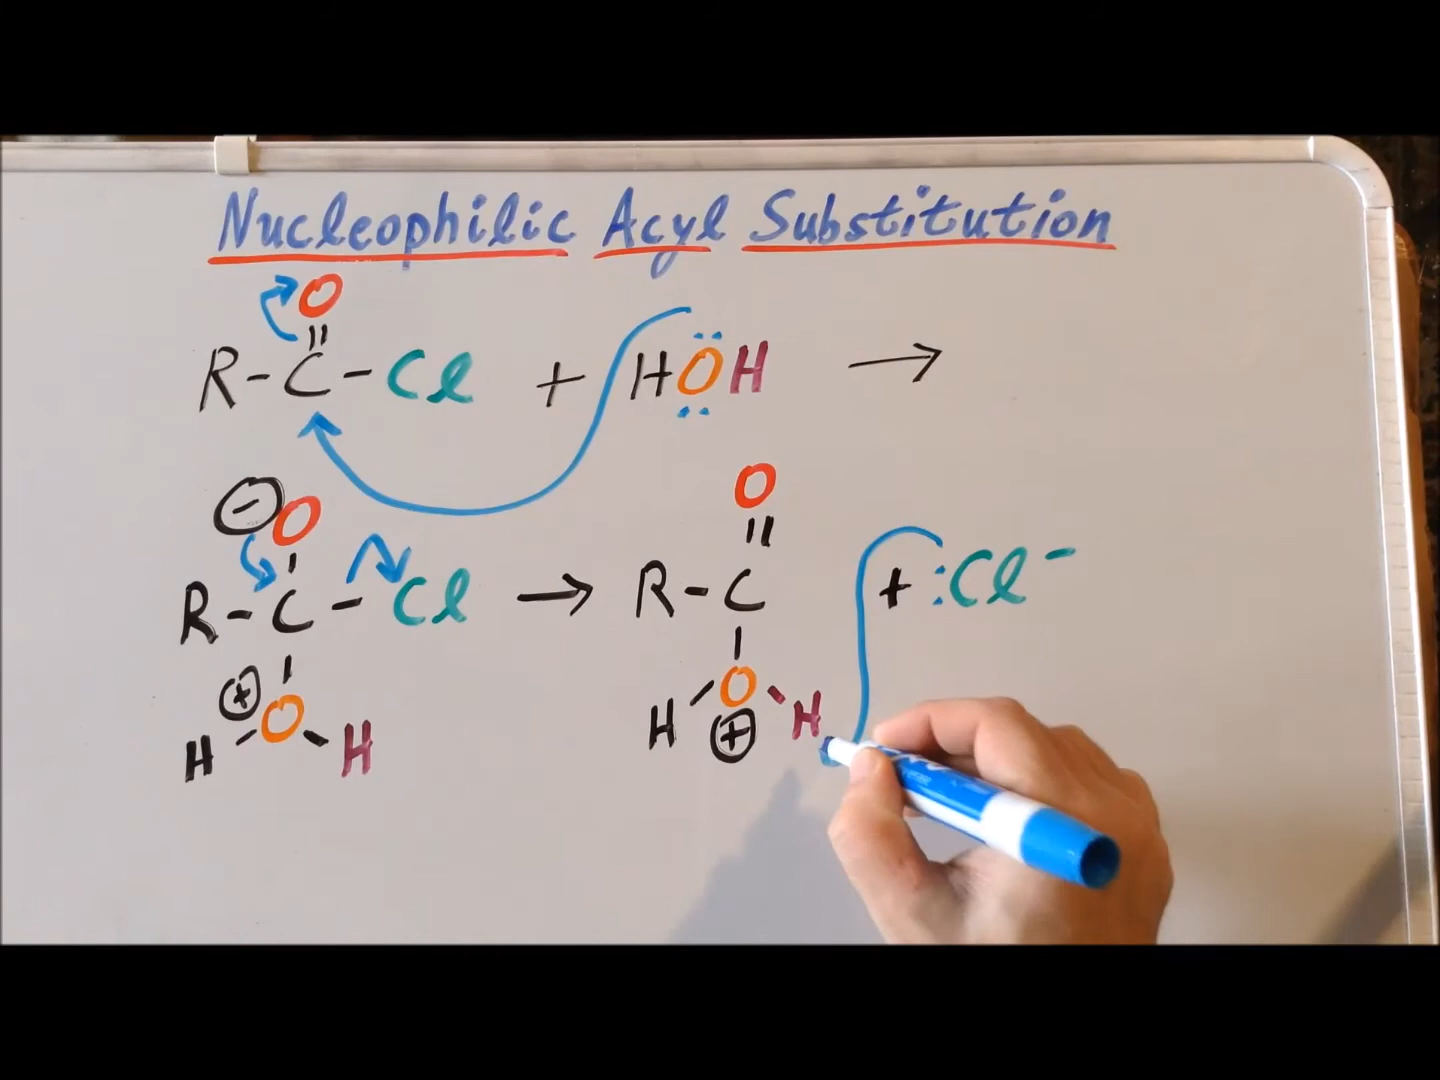 Nucleophilic Acyl Substitution
O
||
R-C-Cl + HÖH →
⊖ O
R-C-Cl → R-C + :Cl⁻
O
||
⊕ O
H H
O
H ⊕ H